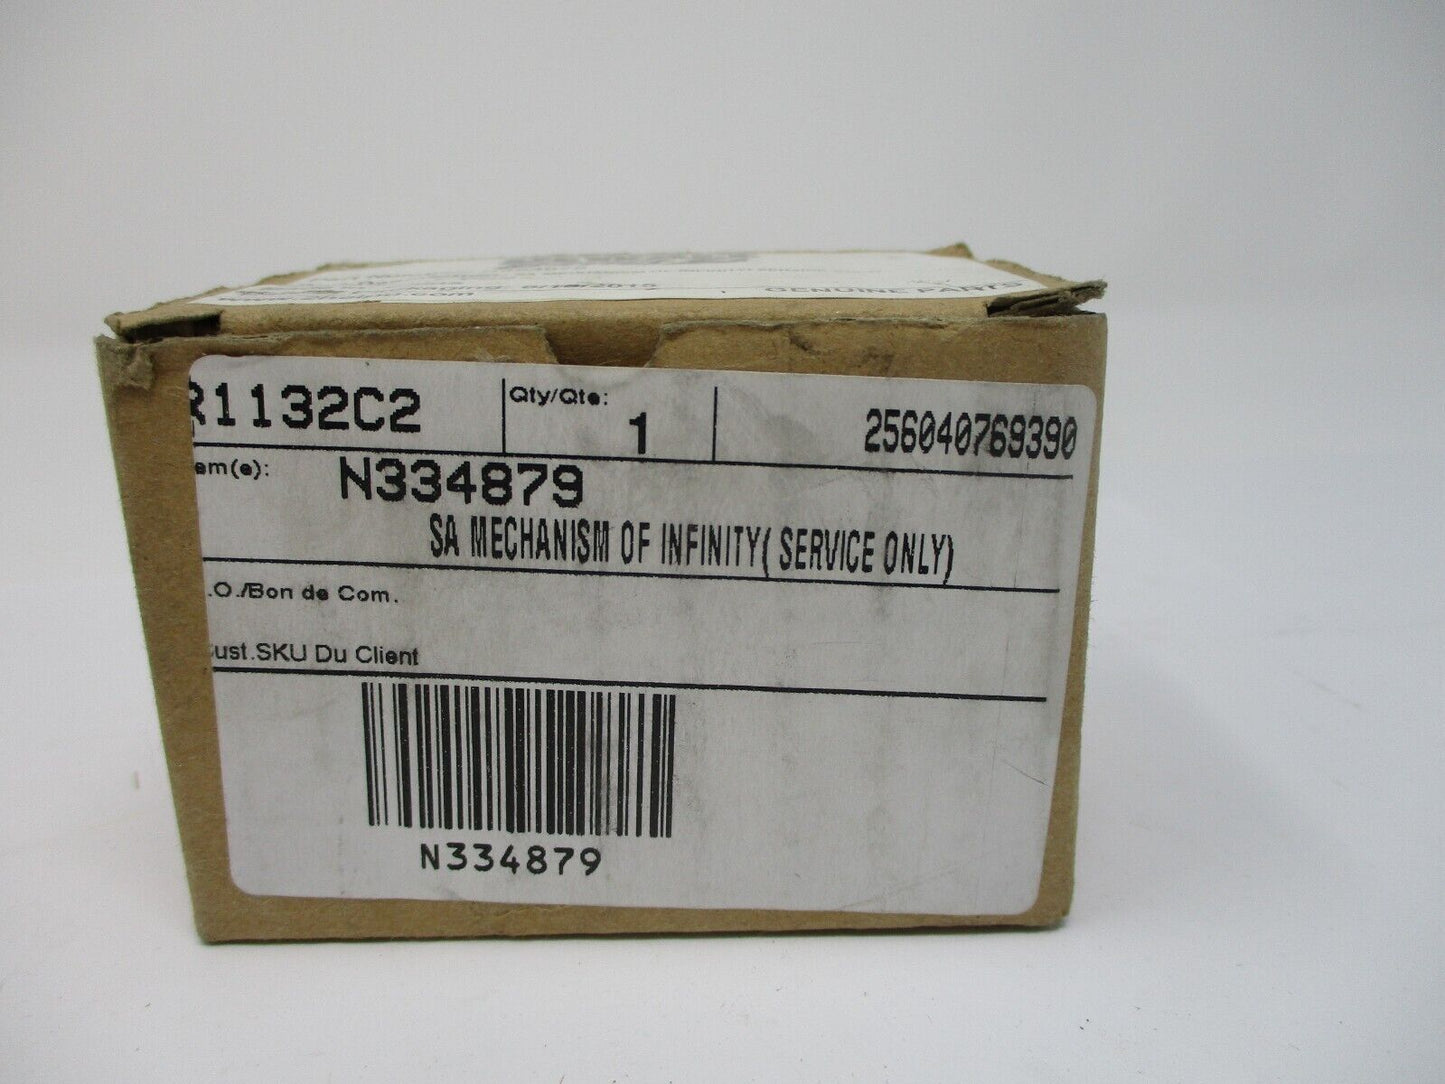 GENUINE PARTS
R1132C2 Qty/Qte: 1 256040769390
em(e): N334879
SA MECHANISM OF INFINITY( SERVICE ONLY)
.O./Bon de Com.
ust.SKU Du Client
N334879